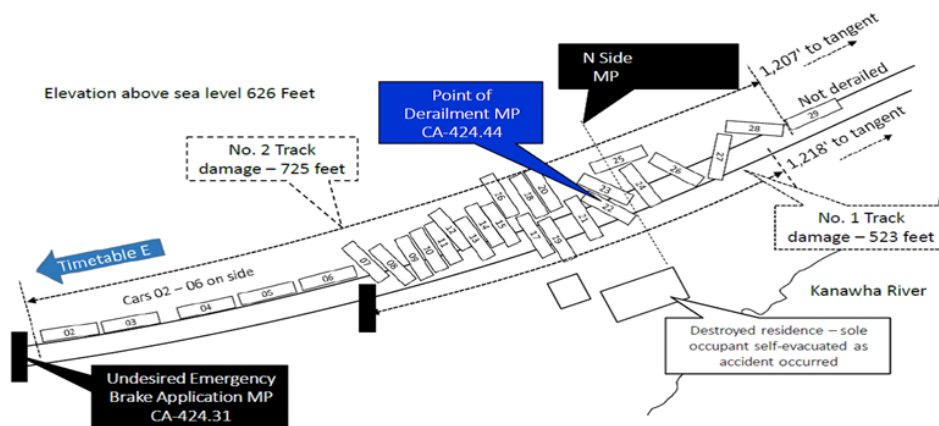 Elevation above sea level 626 Feet
N Side
MP
1,207' to tangent
Point of
Derailment MP
CA-424.44
Not derailed
No. 2 Track
damage – 725 feet
1,218' to tangent
No. 1 Track
damage – 523 feet
Timetable E
Cars 02 – 06 on side
Kanawha River
Destroyed residence – sole
occupant self-evacuated as
accident occurred
Undesired Emergency
Brake Application MP
CA-424.31
02
03
04
05
06
07
08
09
10
11
12
13
14
15
16
17
18
19
20
21
22
23
24
25
26
27
28
29